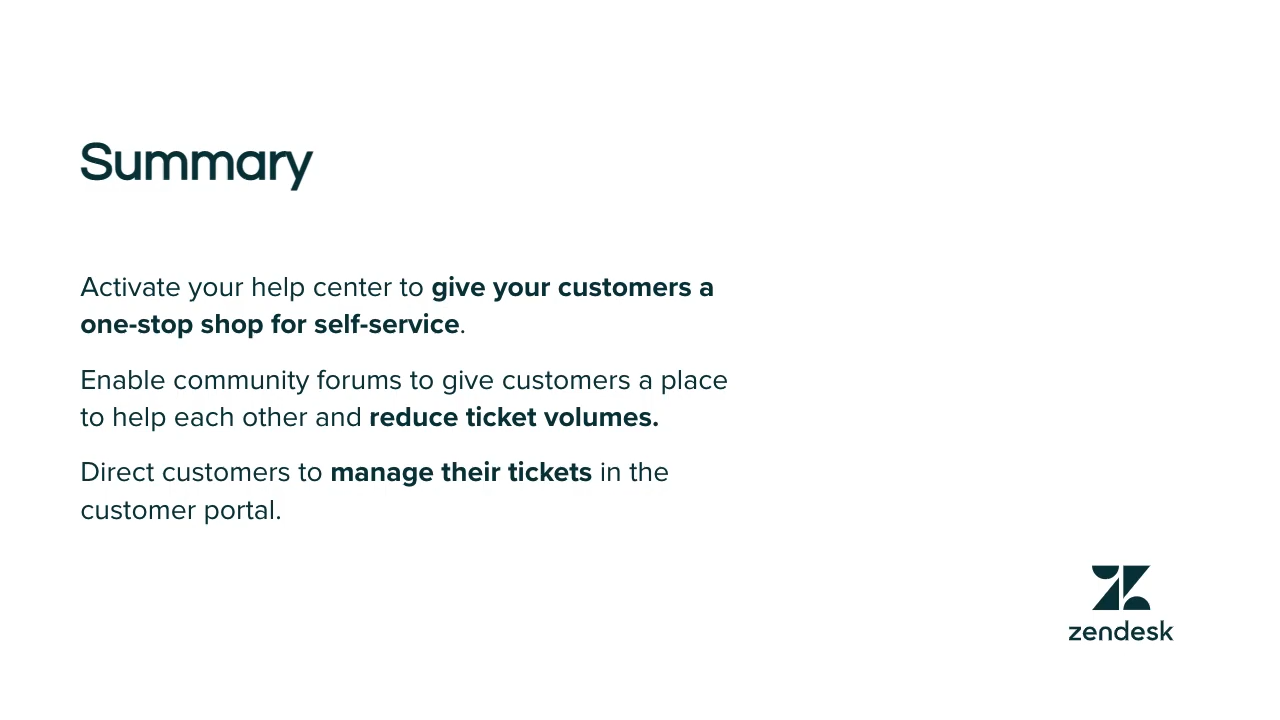 Summary
Activate your help center to give your customers a
one-stop shop for self-service.
Enable community forums to give customers a place
to help each other and reduce ticket volumes.
Direct customers to manage their tickets in the
customer portal.
zendesk